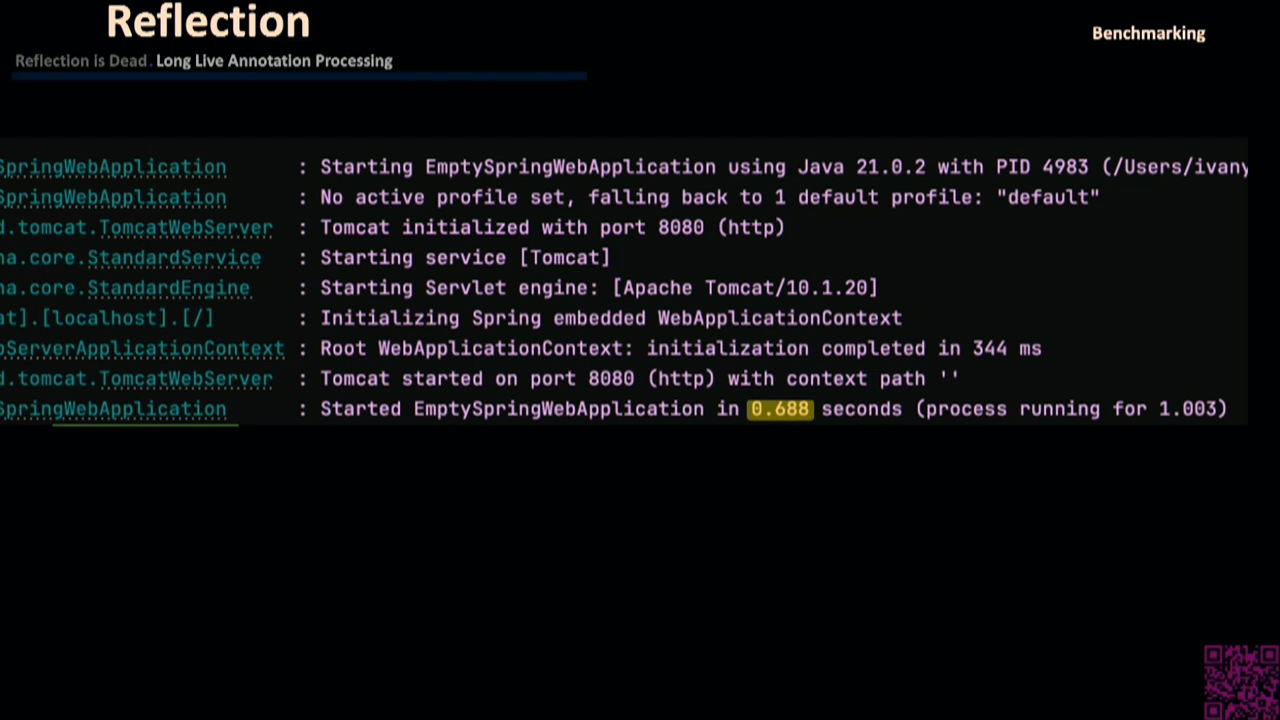 Reflection
Benchmarking
Reflection is Dead. Long Live Annotation Processing
SpringWebApplication : Starting EmptySpringWebApplication using Java 21.0.2 with PID 4983 (/Users/ivany
SpringWebApplication : No active profile set, falling back to 1 default profile: "default"
d.tomcat.TomcatWebServer : Tomcat initialized with port 8080 (http)
na.core.StandardService : Starting service [Tomcat]
na.core.StandardEngine : Starting Servlet engine: [Apache Tomcat/10.1.20]
at].[localhost].[/] : Initializing Spring embedded WebApplicationContext
bServerApplicationContext : Root WebApplicationContext: initialization completed in 344 ms
d.tomcat.TomcatWebServer : Tomcat started on port 8080 (http) with context path ''
SpringWebApplication : Started EmptySpringWebApplication in 0.688 seconds (process running for 1.003)